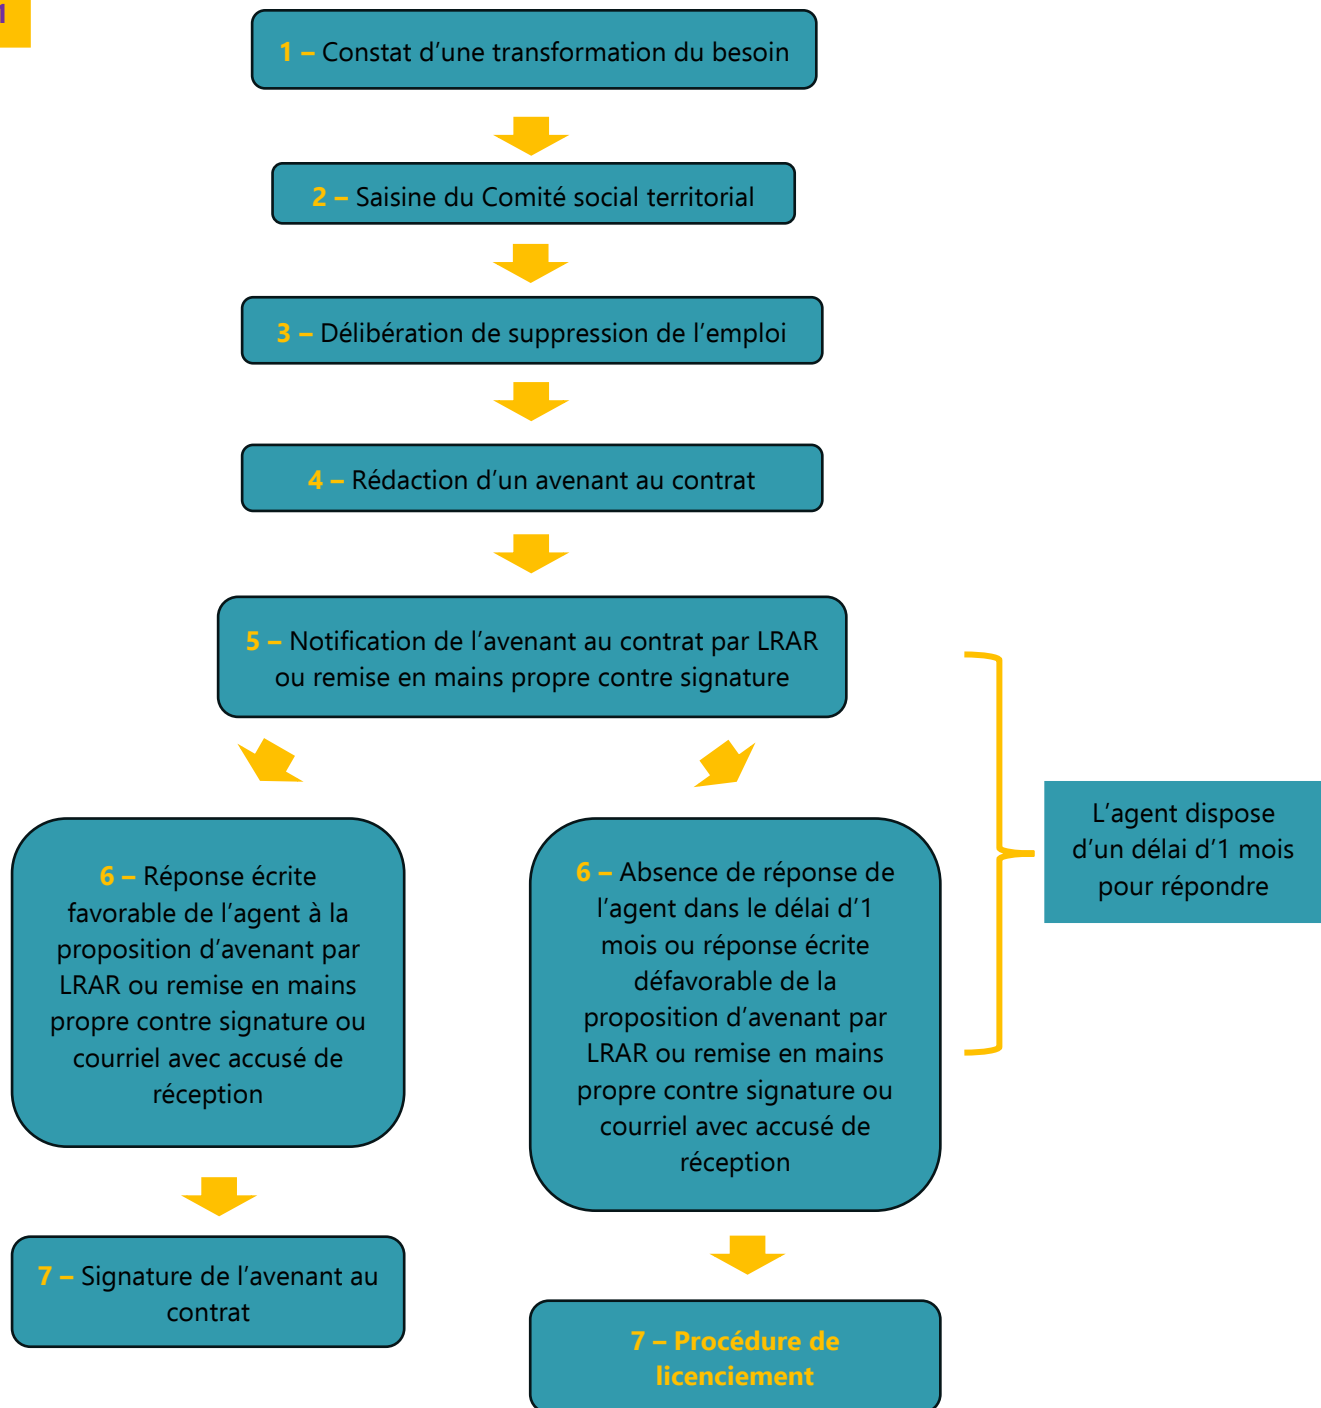 1
1 – Constat d’une transformation du besoin
2 – Saisine du Comité social territorial
3 – Délibération de suppression de l’emploi
4 – Rédaction d’un avenant au contrat
5 – Notification de l’avenant au contrat par LRAR
ou remise en mains propre contre signature
L’agent dispose
d’un délai d’1 mois
pour répondre
6 – Réponse écrite
favorable de l’agent à la
proposition d’avenant par
LRAR ou remise en mains
propre contre signature ou
courriel avec accusé de
réception
6 – Absence de réponse de
l’agent dans le délai d’1
mois ou réponse écrite
défavorable de la
proposition d’avenant par
LRAR ou remise en mains
propre contre signature ou
courriel avec accusé de
réception
7 – Signature de l’avenant au
contrat
7 – Procédure de
licenciement